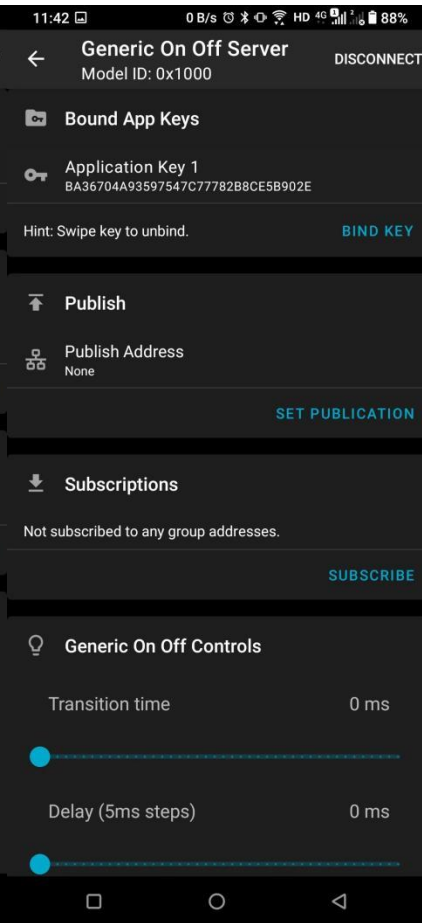 11:42 0 B/s HD 4G 88%
Generic On Off Server
Model ID: 0x1000
DISCONNECT
Bound App Keys
Application Key 1
BA36704A93597547C77782B8CE5B902E
Hint: Swipe key to unbind.
BIND KEY
Publish
Publish Address
None
SET PUBLICATION
Subscriptions
Not subscribed to any group addresses.
SUBSCRIBE
Generic On Off Controls
Transition time 0 ms
Delay (5ms steps) 0 ms